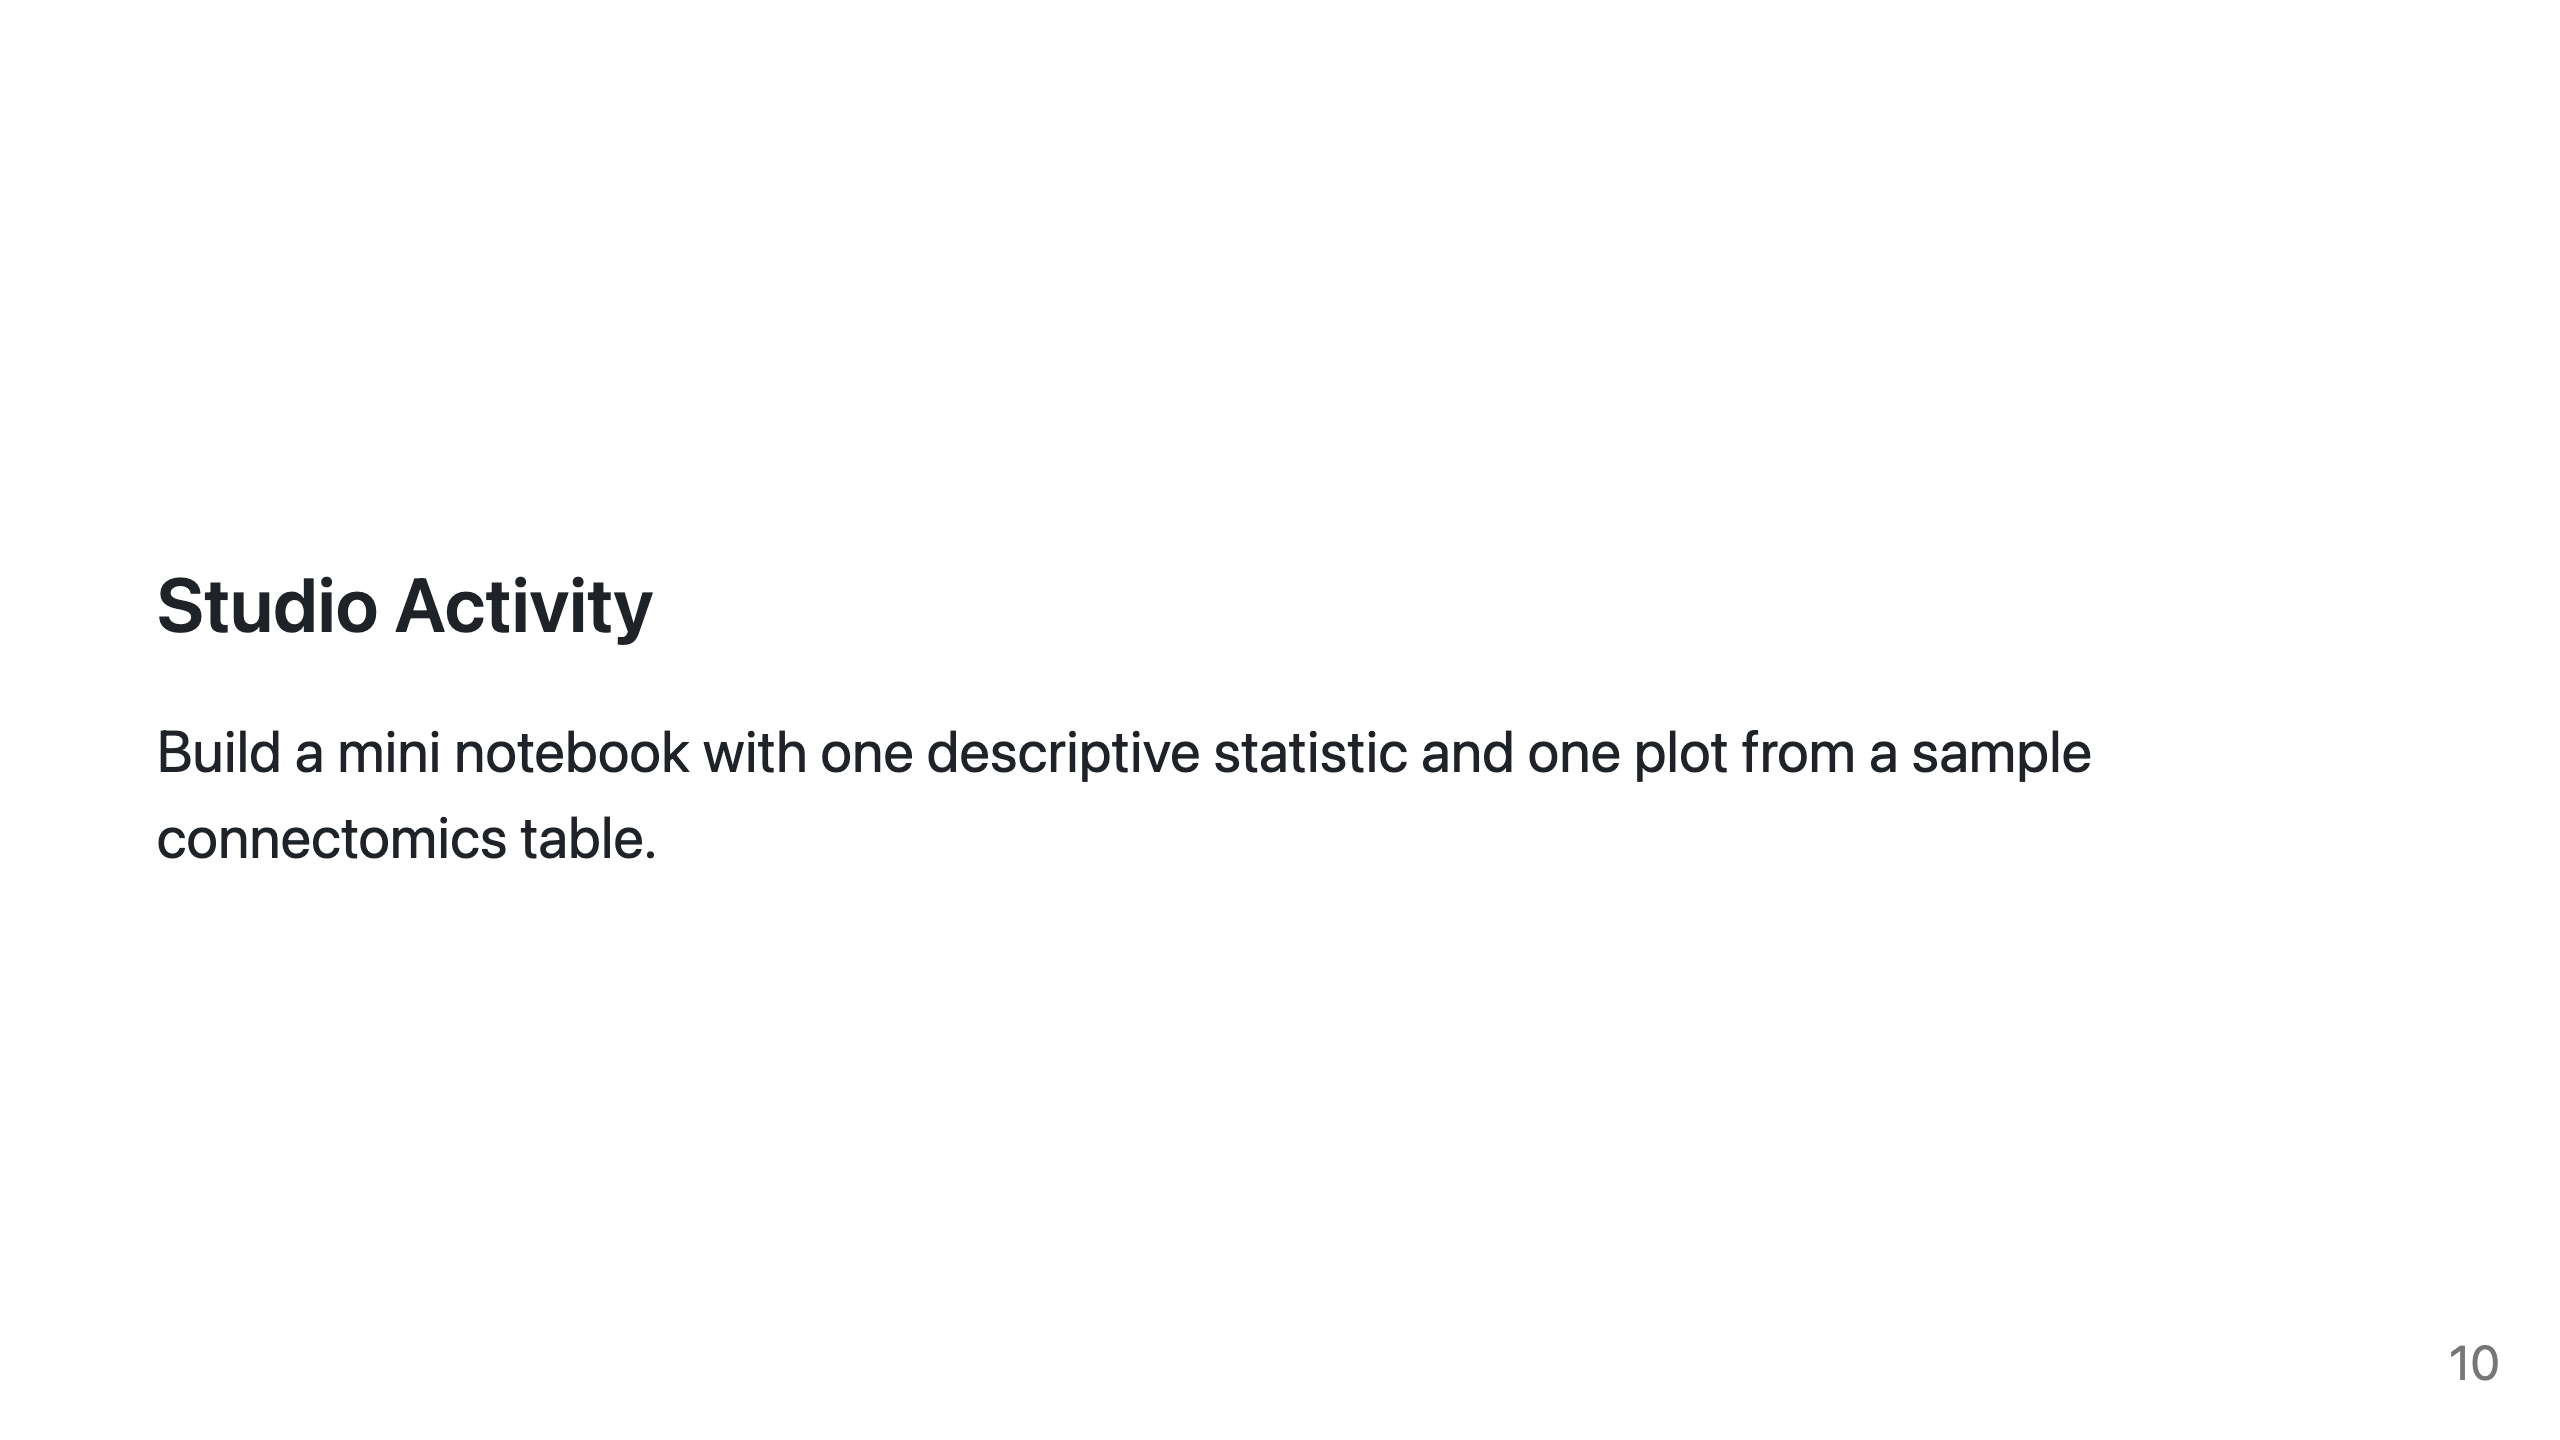 Studio Activity
Build a mini notebook with one descriptive statistic and one plot from a sample
connectomics table.
10